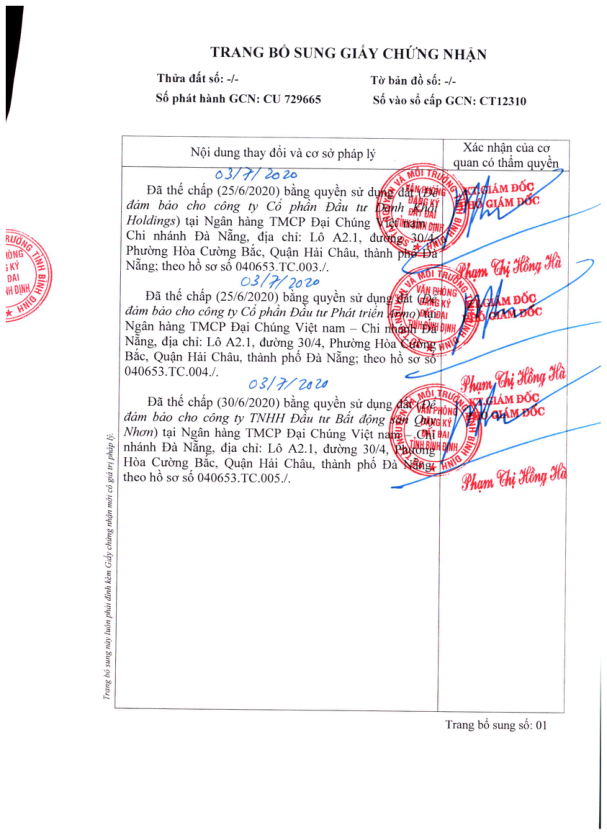 TRANG BỔ SUNG GIẤY CHỨNG NHẬN
Thửa đất số: -/-
Tờ bản đồ số: -/-
Số phát hành GCN: CU 729665
Số vào sổ cấp GCN: CT12310
Nội dung thay đổi và cơ sở pháp lý
Xác nhận của cơ
quan có thẩm quyền
03/7/2020
Đã thế chấp (25/6/2020) bằng quyền sử dụng đất (Để
đảm bảo cho công ty Cổ phần Đầu tư Danh Khôi
Holdings) tại Ngân hàng TMCP Đại Chúng Việt nam –
Chi nhánh Đà Nẵng, địa chỉ: Lô A2.1, đường 30/4,
Phường Hòa Cường Bắc, Quận Hải Châu, thành phố Đà
Nẵng; theo hồ sơ số 040653.TC.003./.
KT.GIÁM ĐỐC
PHÓ GIÁM ĐỐC
Phạm Thị Hồng Hà
03/7/2020
Đã thế chấp (25/6/2020) bằng quyền sử dụng đất (Để
đảm bảo cho công ty Cổ phần Đầu tư Phát triển) tại
Ngân hàng TMCP Đại Chúng Việt nam – Chi nhánh Đà
Nẵng, địa chỉ: Lô A2.1, đường 30/4, Phường Hòa Cường
Bắc, Quận Hải Châu, thành phố Đà Nẵng; theo hồ sơ số
040653.TC.004./.
KT.GIÁM ĐỐC
PHÓ GIÁM ĐỐC
Phạm Thị Hồng Hà
03/7/2020
Đã thế chấp (30/6/2020) bằng quyền sử dụng đất (Để
đảm bảo cho công ty TNHH Đầu tư Bất động sản Quy
Nhơn) tại Ngân hàng TMCP Đại Chúng Việt nam – Chi
nhánh Đà Nẵng, địa chỉ: Lô A2.1, đường 30/4, Phường
Hòa Cường Bắc, Quận Hải Châu, thành phố Đà Nẵng;
theo hồ sơ số 040653.TC.005./.
KT.GIÁM ĐỐC
PHÓ GIÁM ĐỐC
Phạm Thị Hồng Hà
VĂN PHÒNG
ĐĂNG KÝ
ĐẤT ĐAI
TỈNH BÌNH ĐỊNH
Trang bổ sung này luôn phải đính kèm Giấy chứng nhận mới có giá trị pháp lý.
Trang bổ sung số: 01